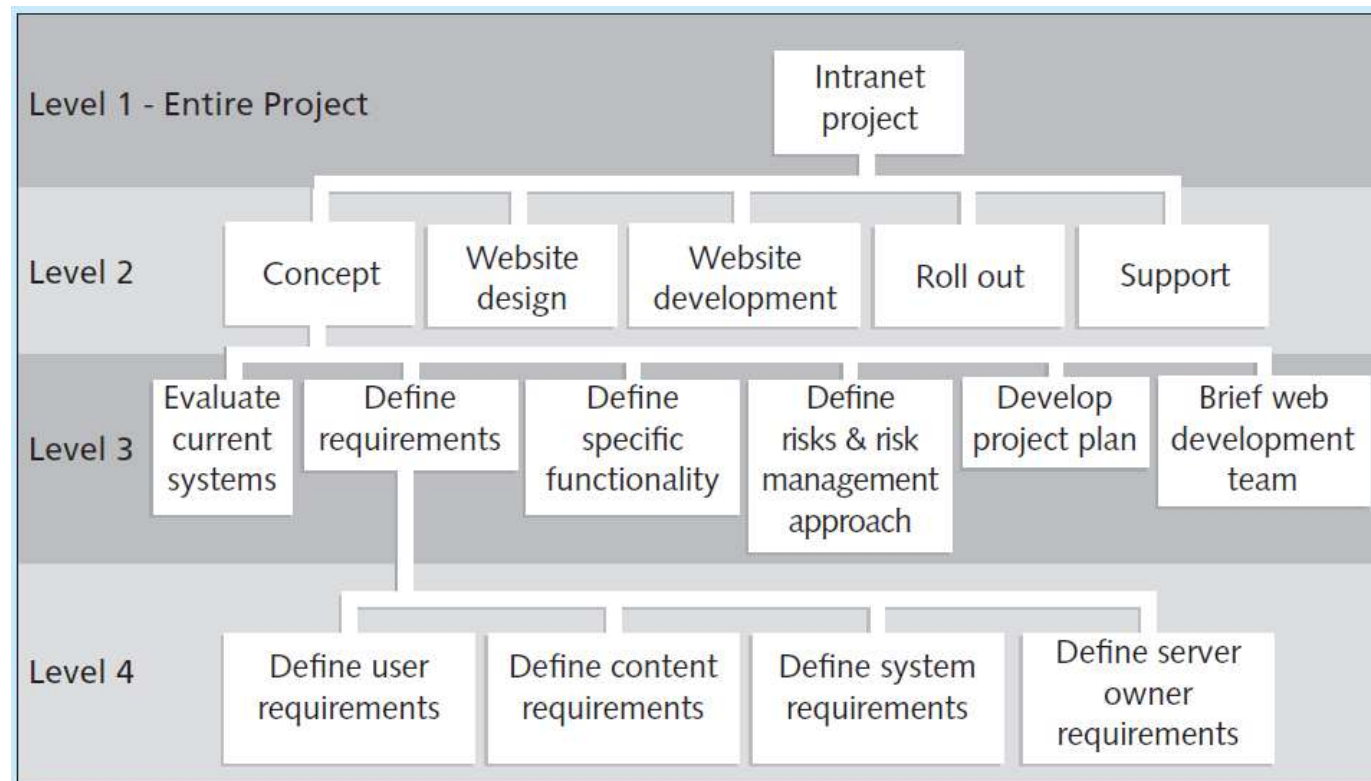 Level 1 - Entire Project
Intranet
project
Level 2
Concept
Website
design
Website
development
Roll out
Support
Level 3
Evaluate
current
systems
Define
requirements
Define
specific
functionality
Define
risks & risk
management
approach
Develop
project plan
Brief web
development
team
Level 4
Define user
requirements
Define content
requirements
Define system
requirements
Define server
owner
requirements